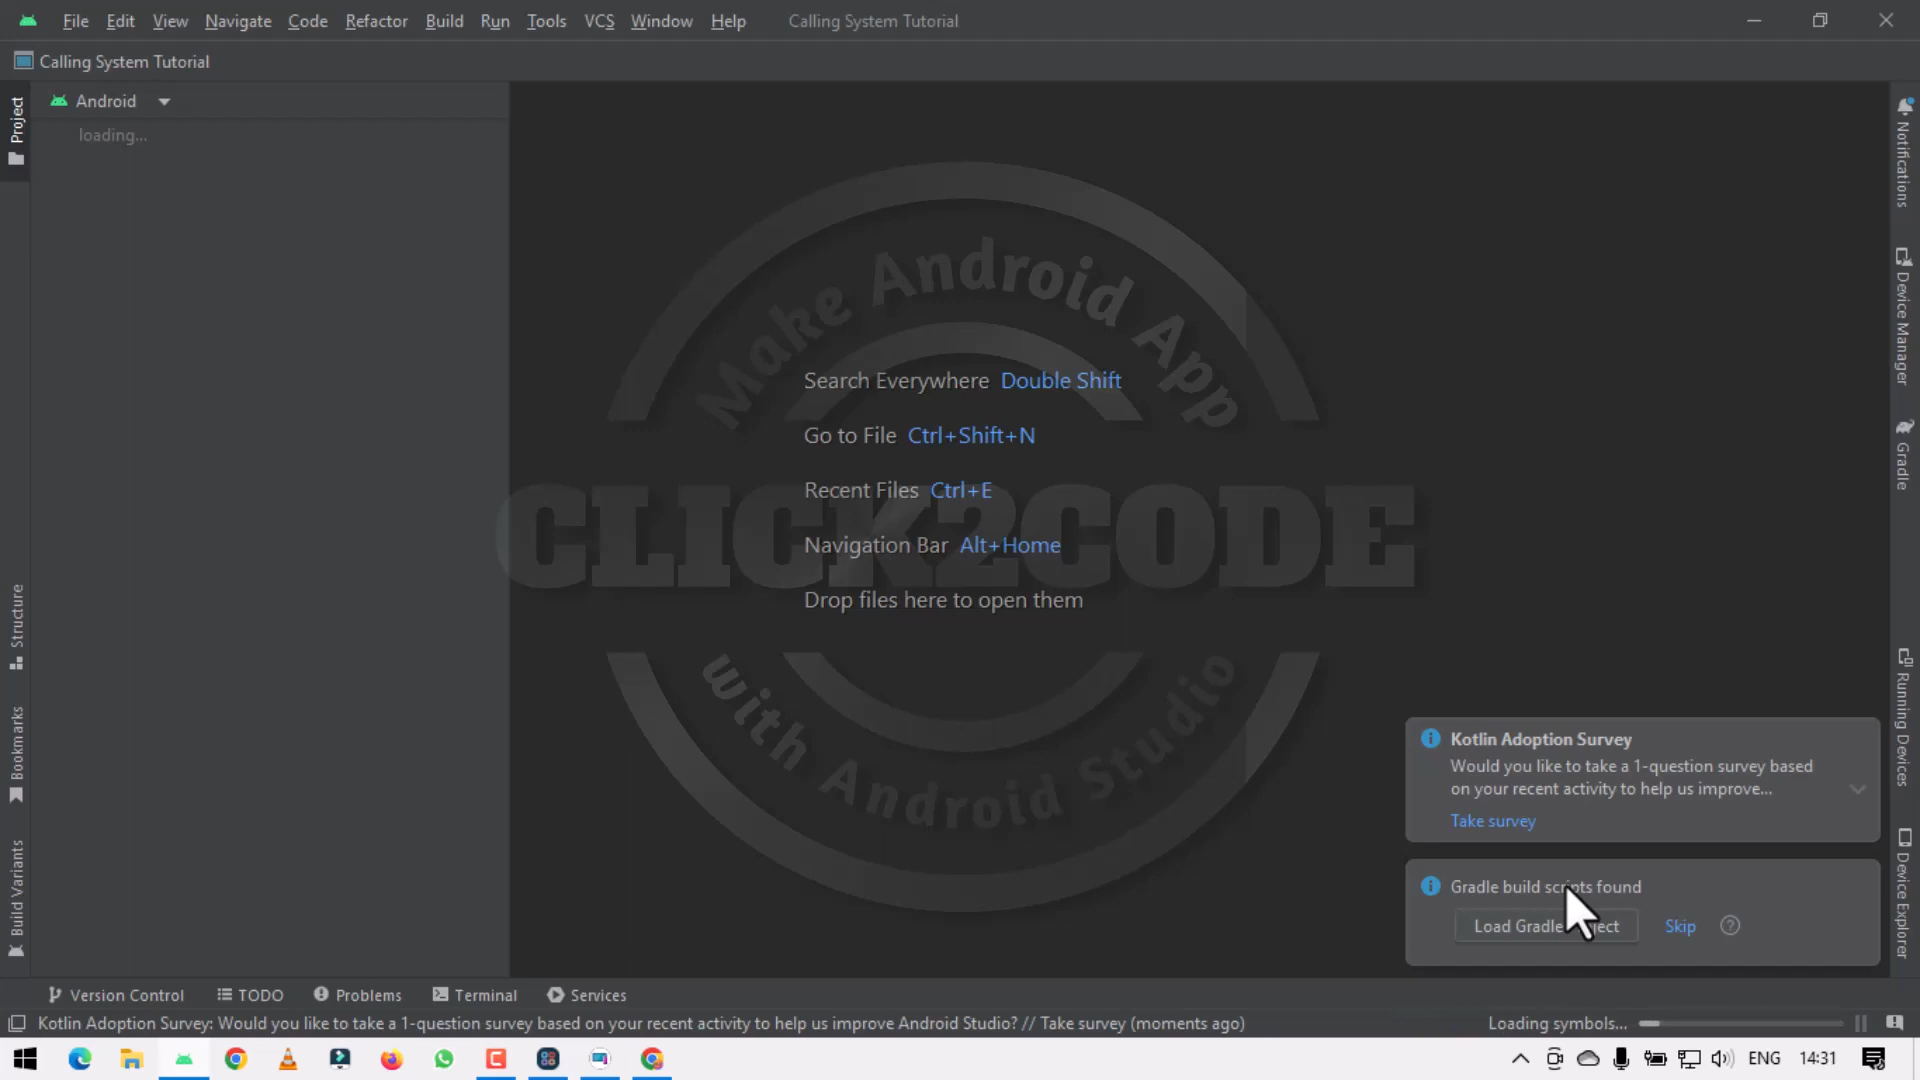 File Edit View Navigate Code Refactor Build Run Tools VCS Window Help Calling System Tutorial
Calling System Tutorial
Project
Android
loading...
Structure
Bookmarks
Build Variants
Make Android App
CLICK2CODE
with Android Studio
Search Everywhere Double Shift
Go to File Ctrl+Shift+N
Recent Files Ctrl+E
Navigation Bar Alt+Home
Drop files here to open them
Notifications
Device Manager
Gradle
Running Devices
Device Explorer
Kotlin Adoption Survey
Would you like to take a 1-question survey based
on your recent activity to help us improve...
Take survey
Gradle build scripts found
Load Gradle Skip
Version Control TODO Problems Terminal Services
Kotlin Adoption Survey: Would you like to take a 1-question survey based on your recent activity to help us improve Android Studio? // Take survey (moments ago) Loading symbols...
ENG 14:31